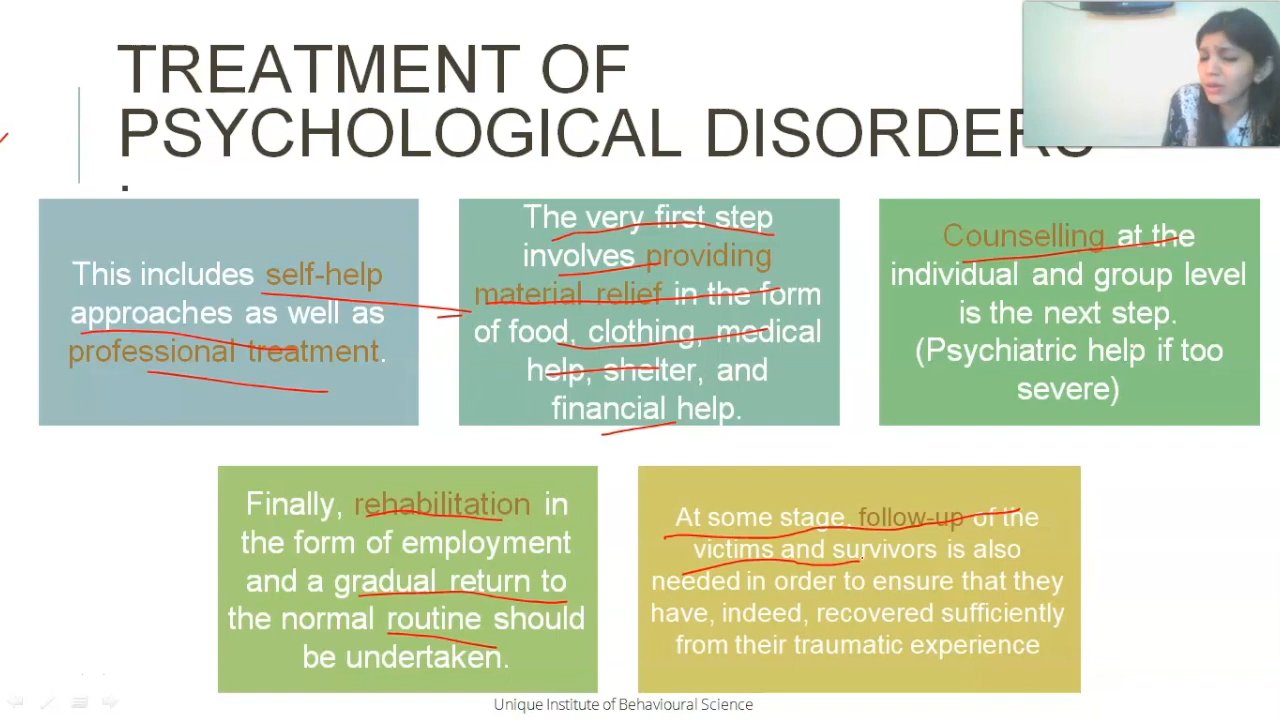 TREATMENT OF
PSYCHOLOGICAL DISORDERS
:
This includes self-help
approaches as well as
professional treatment.
The very first step
involves providing
material relief in the form
of food, clothing, medical
help, shelter, and
financial help.
Counselling at the
individual and group level
is the next step.
(Psychiatric help if too
severe)
Finally, rehabilitation in
the form of employment
and a gradual return to
the normal routine should
be undertaken.
At some stage, follow-up of the
victims and survivors is also
needed in order to ensure that they
have, indeed, recovered sufficiently
from their traumatic experience
Unique Institute of Behavioural Science